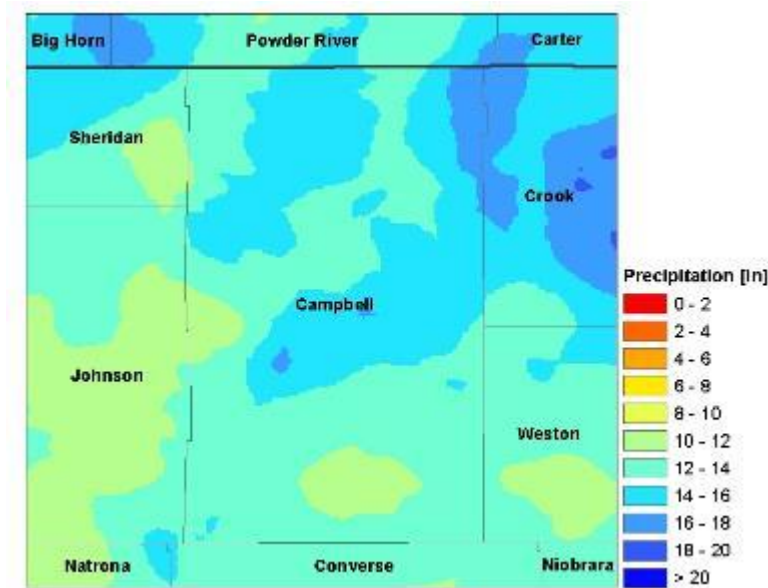 Big Horn
Powder River
Carter
Sheridan
Crook
Campbell
Johnson
Weston
Natrona
Converse
Niobrara
Precipitation [In]
0 - 2
2 - 4
4 - 6
6 - 8
8 - 10
10 - 12
12 - 14
14 - 16
16 - 18
18 - 20
> 20